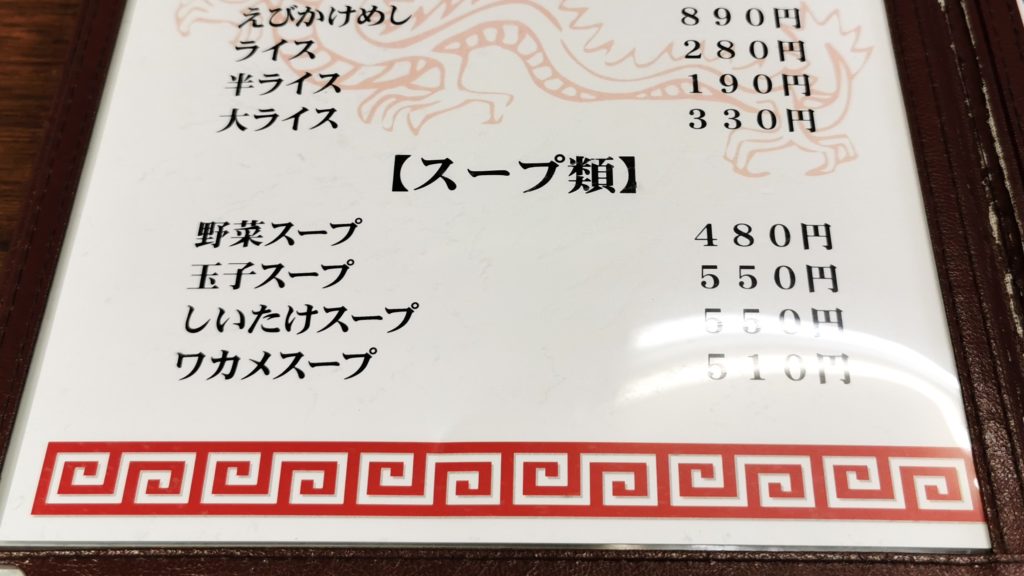 えびかけめし ８９０円
ライス ２８０円
半ライス １９０円
大ライス ３３０円
【スープ類】
野菜スープ ４８０円
玉子スープ ５５０円
しいたけスープ ５５０円
ワカメスープ ５１０円